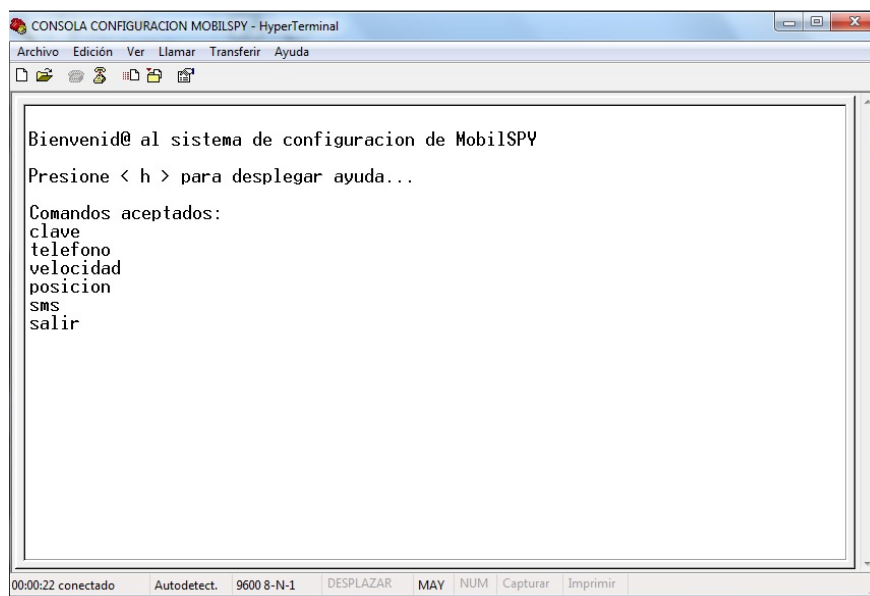 CONSOLA CONFIGURACION MOBILSPY - HyperTerminal
Archivo Edición Ver Llamar Transferir Ayuda
Bienvenid@ al sistema de configuracion de MobilSPY
Presione < h > para desplegar ayuda...
Comandos aceptados:
clave
telefono
velocidad
posicion
sms
salir
00:00:22 conectado Autodetect. 9600 8-N-1 DESPLAZAR MAY NUM Capturar Imprimir